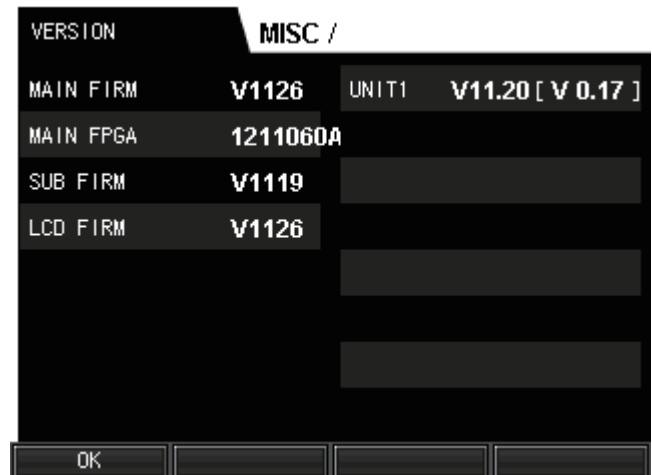 VERSION MISC /
MAIN FIRM V1126 UNIT1 V11.20 [ V 0.17 ]
MAIN FPGA 1211060A
SUB FIRM V1119
LCD FIRM V1126
OK